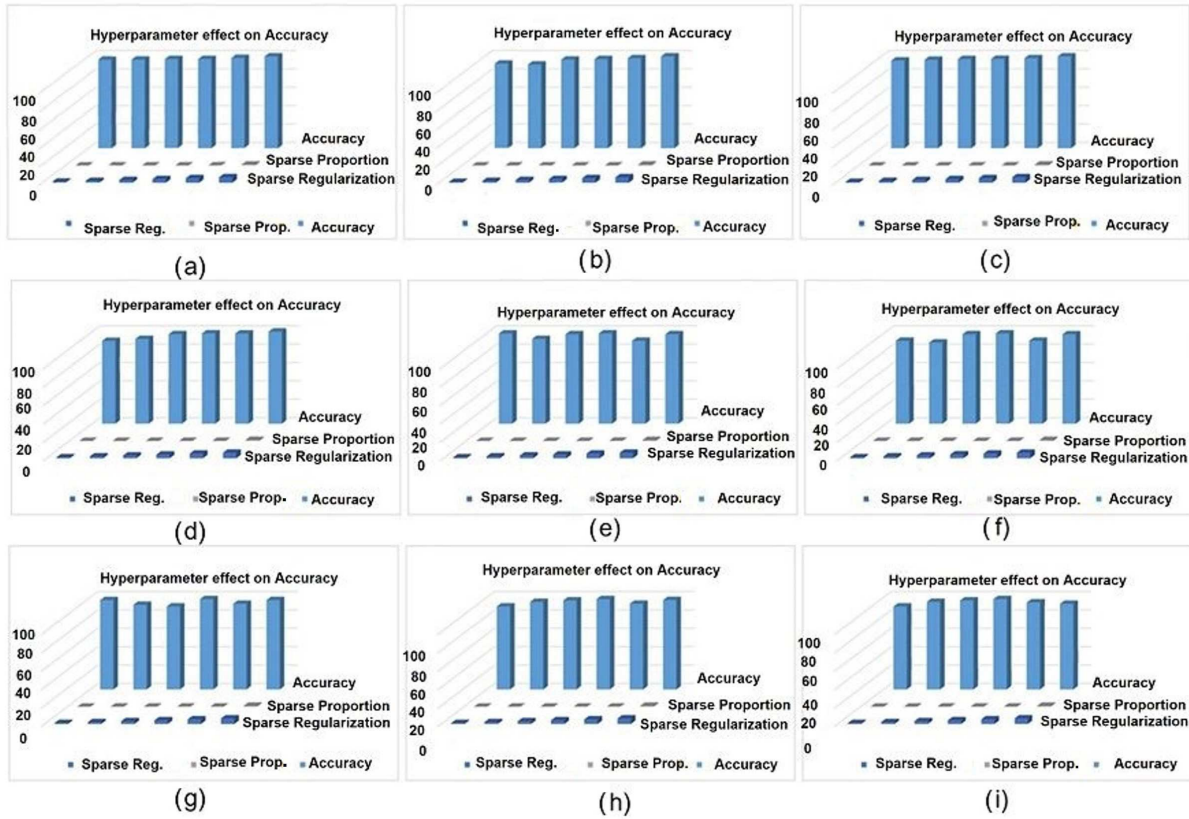 Hyperparameter effect on Accuracy
100
80
60
40
20
0
Accuracy
Sparse Proportion
Sparse Regularization
Sparse Reg. Sparse Prop. Accuracy
(a)
Hyperparameter effect on Accuracy
100
80
60
40
20
0
Accuracy
Sparse Proportion
Sparse Regularization
Sparse Reg. Sparse Prop. Accuracy
(b)
Hyperparameter effect on Accuracy
100
80
60
40
20
0
Accuracy
Sparse Proportion
Sparse Regularization
Sparse Reg. Sparse Prop. Accuracy
(c)
Hyperparameter effect on Accuracy
100
80
60
40
20
0
Accuracy
Sparse Proportion
Sparse Regularization
Sparse Reg. Sparse Prop. Accuracy
(d)
Hyperparameter effect on Accuracy
100
80
60
40
20
0
Accuracy
Sparse Proportion
Sparse Regularization
Sparse Reg. Sparse Prop. Accuracy
(e)
Hyperparameter effect on Accuracy
100
80
60
40
20
0
Accuracy
Sparse Proportion
Sparse Regularization
Sparse Reg. Sparse Prop. Accuracy
(f)
Hyperparameter effect on Accuracy
100
80
60
40
20
0
Accuracy
Sparse Proportion
Sparse Regularization
Sparse Reg. Sparse Prop. Accuracy
(g)
Hyperparameter effect on Accuracy
100
80
60
40
20
0
Accuracy
Sparse Proportion
Sparse Regularization
Sparse Reg. Sparse Prop. Accuracy
(h)
Hyperparameter effect on Accuracy
100
80
60
40
20
0
Accuracy
Sparse Proportion
Sparse Regularization
Sparse Reg. Sparse Prop. Accuracy
(i)